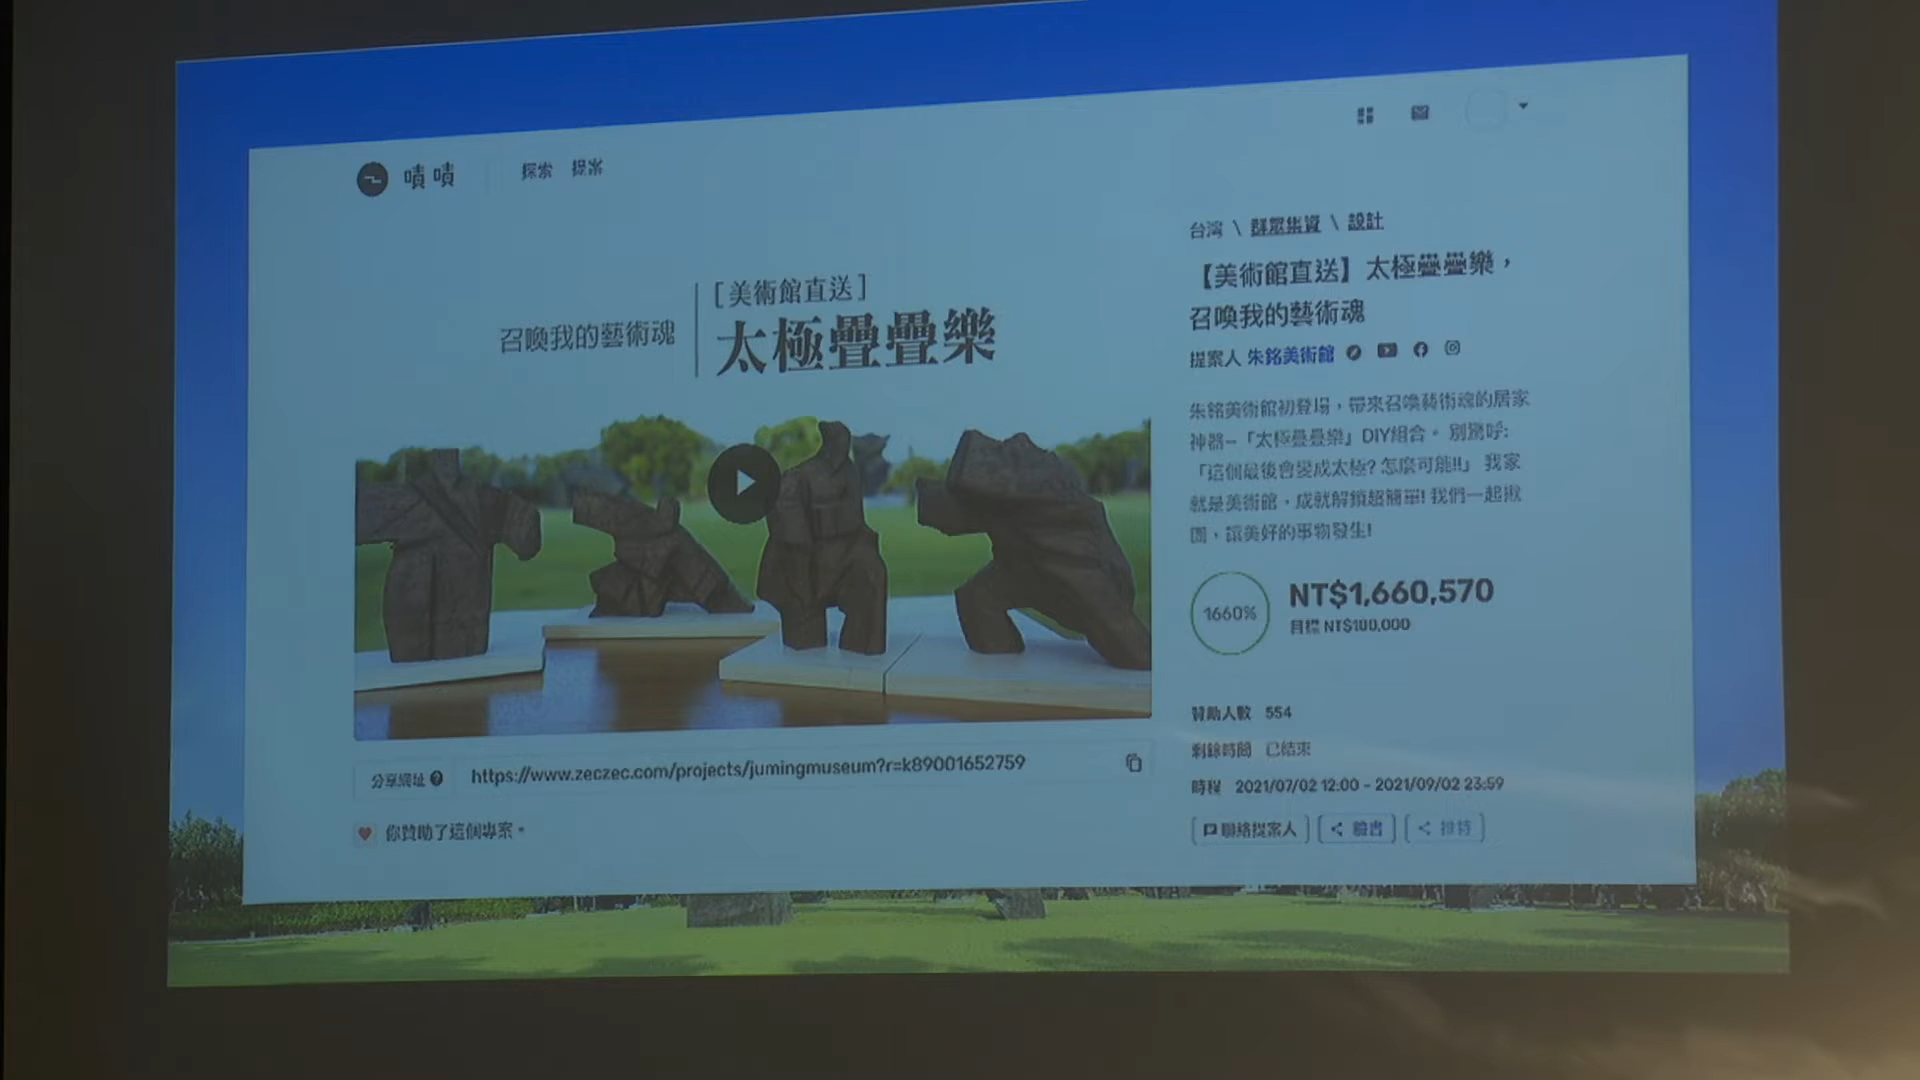 嘖嘖
探索 提案
召喚我的藝術魂
[美術館直送]
太極疊疊樂
分享網址 ?
https://www.zeczec.com/projects/jumingmuseum?r=k89001652759
你贊助了這個專案。
台灣 \ 群眾集資 \ 設計
【美術館直送】太極疊疊樂，
召喚我的藝術魂
提案人 朱銘美術館
朱銘美術館初登場，帶來召喚藝術魂的居家
神器–「太極疊疊樂」DIY組合。別驚呼:
「這個最後會變成太極? 怎麼可能!!」 我家
就是美術館，成就解鎖超簡單! 我們一起揪
團，讓美好的事物發生!
1660%
NT$1,660,570
目標 NT$100,000
贊助人數 554
剩餘時間 已結束
時程 2021/07/02 12:00 - 2021/09/02 23:59
聯絡提案人 臉書 推特